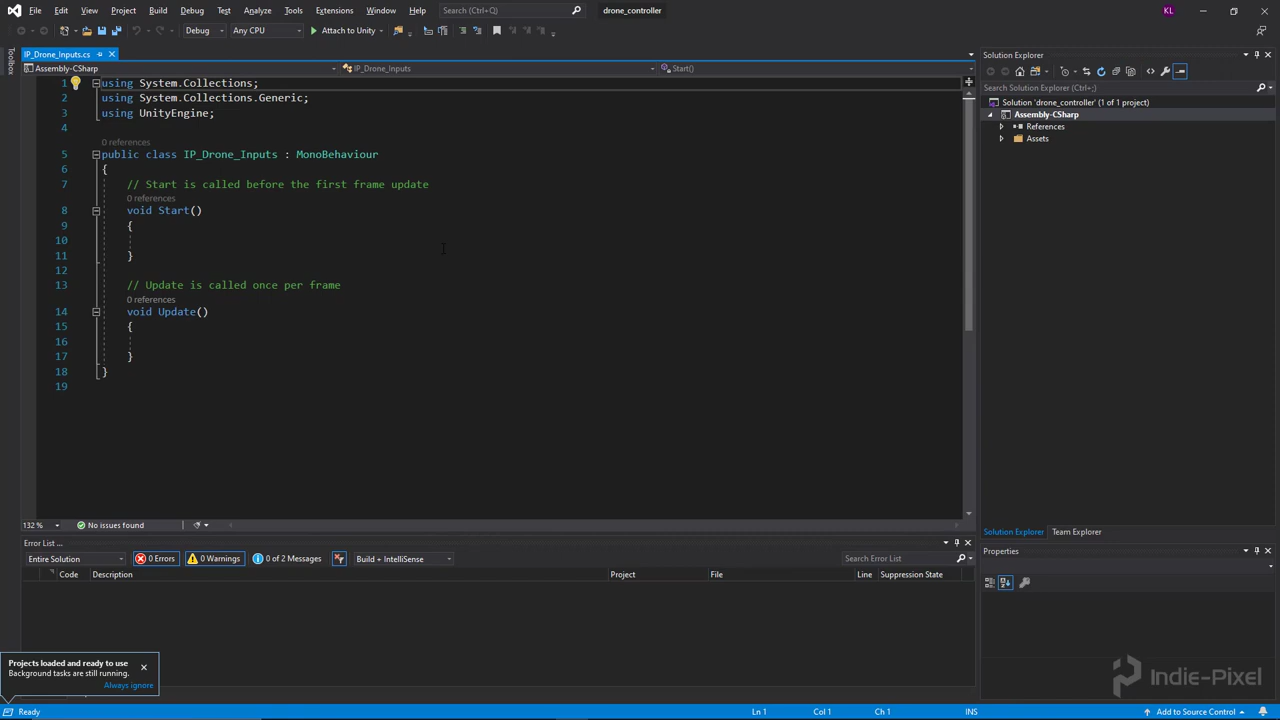 File Edit View Project Build Debug Test Analyze Tools Extensions Window Help Search (Ctrl+Q) drone_controller KL
Debug Any CPU Attach to Unity
Toolbox
IP_Drone_Inputs.cs
Assembly-CSharp IP_Drone_Inputs Start()
1 using System.Collections;
2 using System.Collections.Generic;
3 using UnityEngine;
4
0 references
5 public class IP_Drone_Inputs : MonoBehaviour
6 {
7 // Start is called before the first frame update
0 references
8 void Start()
9 {
10
11 }
12
13 // Update is called once per frame
0 references
14 void Update()
15 {
16
17 }
18 }
19
132 % No issues found
Error List ...
Entire Solution 0 Errors 0 Warnings 0 of 2 Messages Build + IntelliSense Search Error List
Code Description Project File Line Suppression State
Projects loaded and ready to use
Background tasks are still running.
Always ignore
Solution Explorer
Search Solution Explorer (Ctrl+;)
Solution 'drone_controller' (1 of 1 project)
Assembly-CSharp
References
Assets
Solution Explorer Team Explorer
Properties
Indie-Pixel
Ready Ln 1 Col 1 Ch 1 INS Add to Source Control